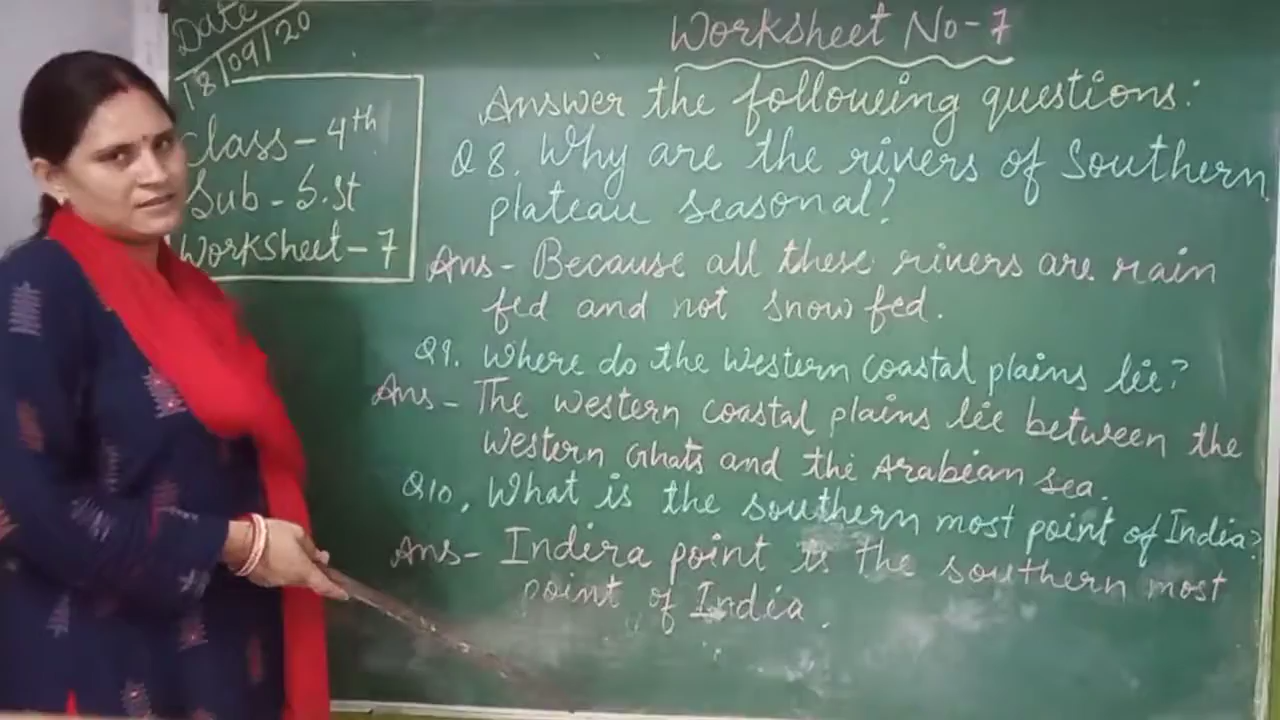 Date
18/09/20
Class - 4th
Sub - S.St
Worksheet - 7
Worksheet No - 7
Answer the following questions:
Q8. Why are the rivers of Southern
plateau seasonal?
Ans - Because all these rivers are rain
fed and not snow fed.
Q9. Where do the Western coastal plains lie?
Ans - The western coastal plains lie between the
western Ghats and the Arabian sea.
Q10. What is the southern most point of India?
Ans - Indira point is the southern most
point of India.